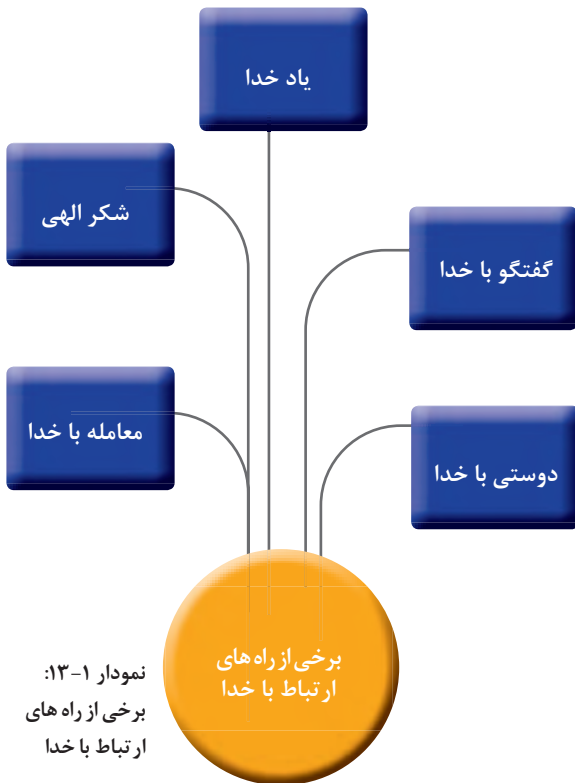 یاد خدا
شکر الهی
گفتگو با خدا
معامله با خدا
دوستی با خدا
برخی از راه های
ارتباط با خدا
نمودار ۱-۱۳:
برخی از راه های
ارتباط با خدا